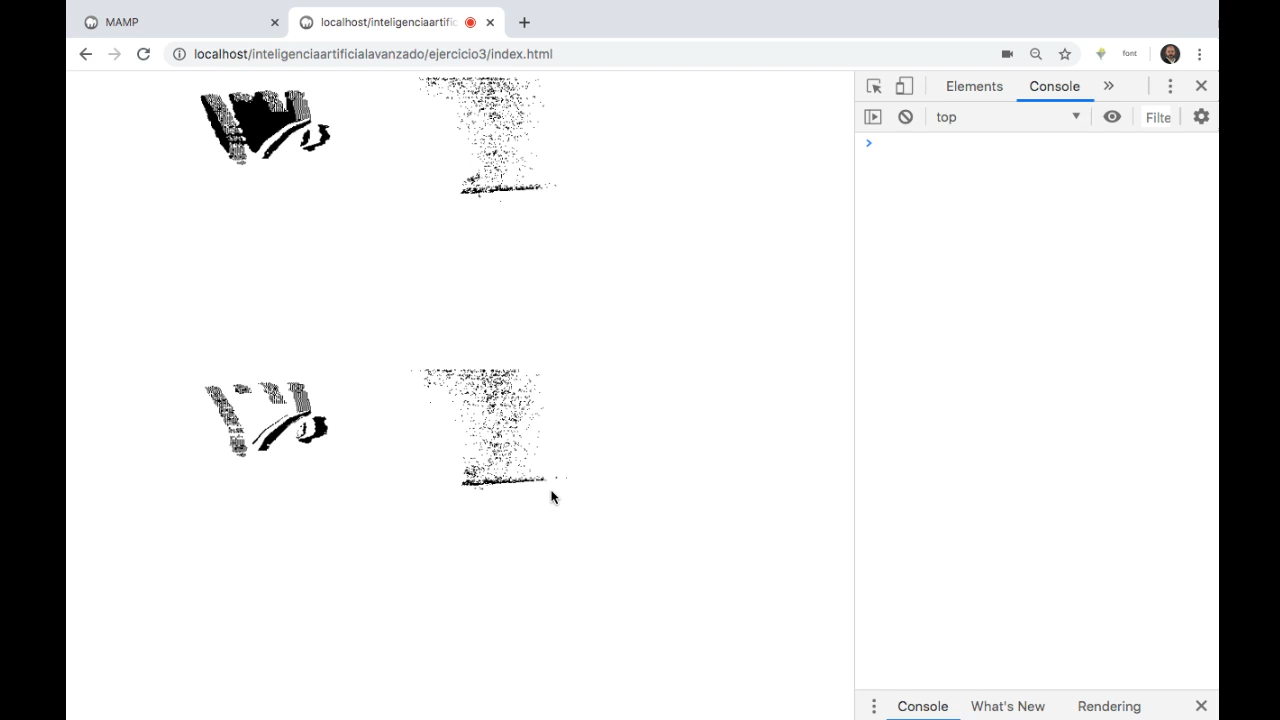 MAMP
localhost/inteligenciaartific
localhost/inteligenciaartificialavanzado/ejercicio3/index.html
font
Elements
Console
top
Filte
Console
What's New
Rendering